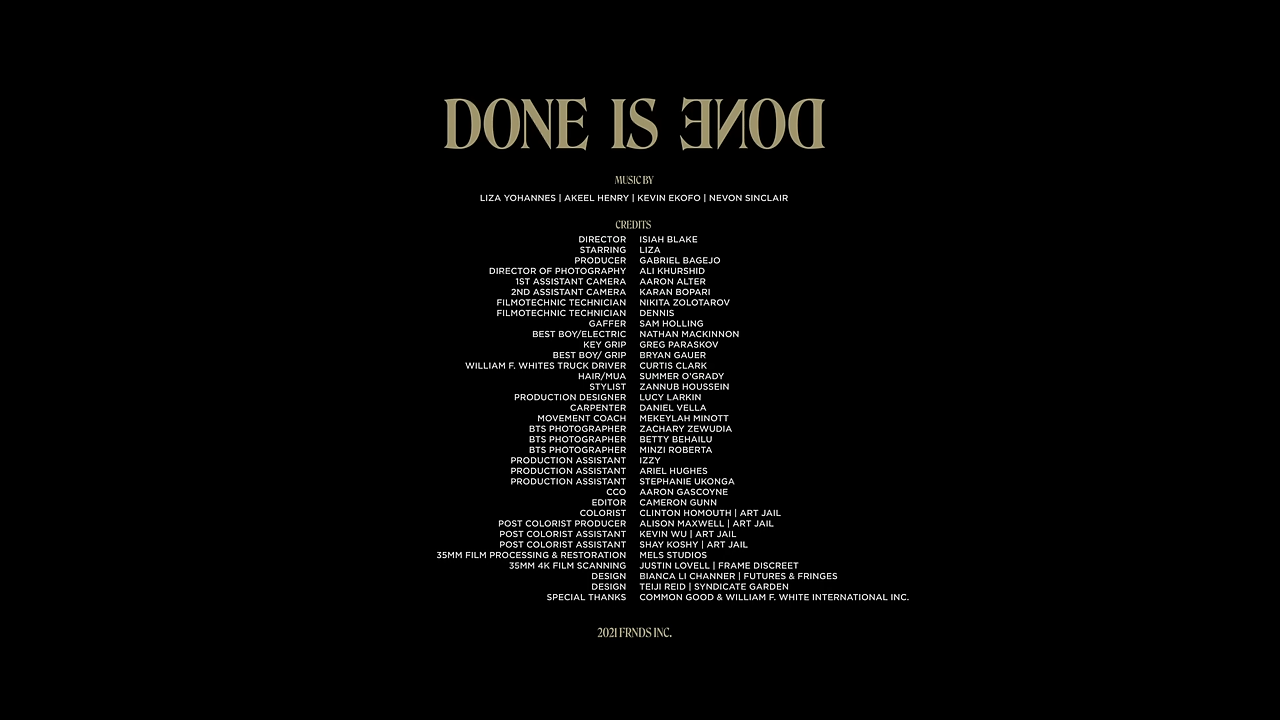 DONE IS DONE
MUSIC BY
LIZA YOHANNES | AKEEL HENRY | KEVIN EKOFO | NEVON SINCLAIR
CREDITS
DIRECTOR ISIAH BLAKE
STARRING LIZA
PRODUCER GABRIEL BAGEJO
DIRECTOR OF PHOTOGRAPHY ALI KHURSHID
1ST ASSISTANT CAMERA AARON ALTER
2ND ASSISTANT CAMERA KARAN BOPARI
FILMOTECHNIC TECHNICIAN NIKITA ZOLOTAROV
FILMOTECHNIC TECHNICIAN DENNIS
GAFFER SAM HOLLING
BEST BOY/ELECTRIC NATHAN MACKINNON
KEY GRIP GREG PARASKOV
BEST BOY/ GRIP BRYAN GAUER
WILLIAM F. WHITES TRUCK DRIVER CURTIS CLARK
HAIR/MUA SUMMER O'GRADY
STYLIST ZANNUB HOUSSEIN
PRODUCTION DESIGNER LUCY LARKIN
CARPENTER DANIEL VELLA
MOVEMENT COACH MEKEYLAH MINOTT
BTS PHOTOGRAPHER ZACHARY ZEWUDIA
BTS PHOTOGRAPHER BETTY BEHAILU
BTS PHOTOGRAPHER MINZI ROBERTA
PRODUCTION ASSISTANT IZZY
PRODUCTION ASSISTANT ARIEL HUGHES
PRODUCTION ASSISTANT STEPHANIE UKONGA
CCO AARON GASCOYNE
EDITOR CAMERON GUNN
COLORIST CLINTON HOMOUTH | ART JAIL
POST COLORIST PRODUCER ALISON MAXWELL | ART JAIL
POST COLORIST ASSISTANT KEVIN WU | ART JAIL
POST COLORIST ASSISTANT SHAY KOSHY | ART JAIL
35MM FILM PROCESSING & RESTORATION MELS STUDIOS
35MM 4K FILM SCANNING JUSTIN LOVELL | FRAME DISCREET
DESIGN BIANCA LI CHANNER | FUTURES & FRINGES
DESIGN TEIJI REID | SYNDICATE GARDEN
SPECIAL THANKS COMMON GOOD & WILLIAM F. WHITE INTERNATIONAL INC.
2021 FRNDS INC.